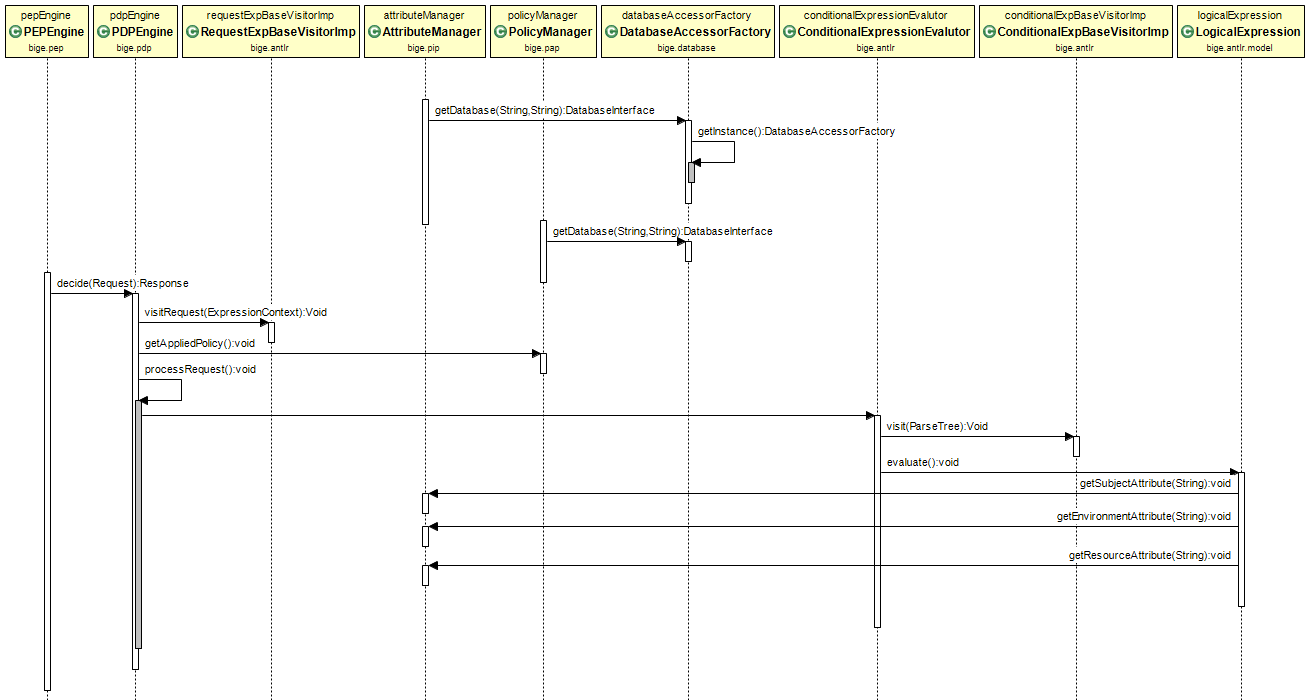 pepEngine
PEPEngine
bige.pep
pdpEngine
PDPEngine
bige.pdp
requestExpBaseVisitorImp
RequestExpBaseVisitorImp
bige.antlr
attributeManager
AttributeManager
bige.pip
policyManager
PolicyManager
bige.pap
databaseAccessorFactory
DatabaseAccessorFactory
bige.database
conditionalExpressionEvalutor
ConditionalExpressionEvalutor
bige.antlr
conditionalExpBaseVisitorImp
ConditionalExpBaseVisitorImp
bige.antlr
logicalExpression
LogicalExpression
bige.antlr.model
getDatabase(String,String):DatabaseInterface
getInstance():DatabaseAccessorFactory
getDatabase(String,String):DatabaseInterface
decide(Request):Response
visitRequest(ExpressionContext):Void
getAppliedPolicy():void
processRequest():void
visit(ParseTree):Void
evaluate():void
getSubjectAttribute(String):void
getEnvironmentAttribute(String):void
getResourceAttribute(String):void